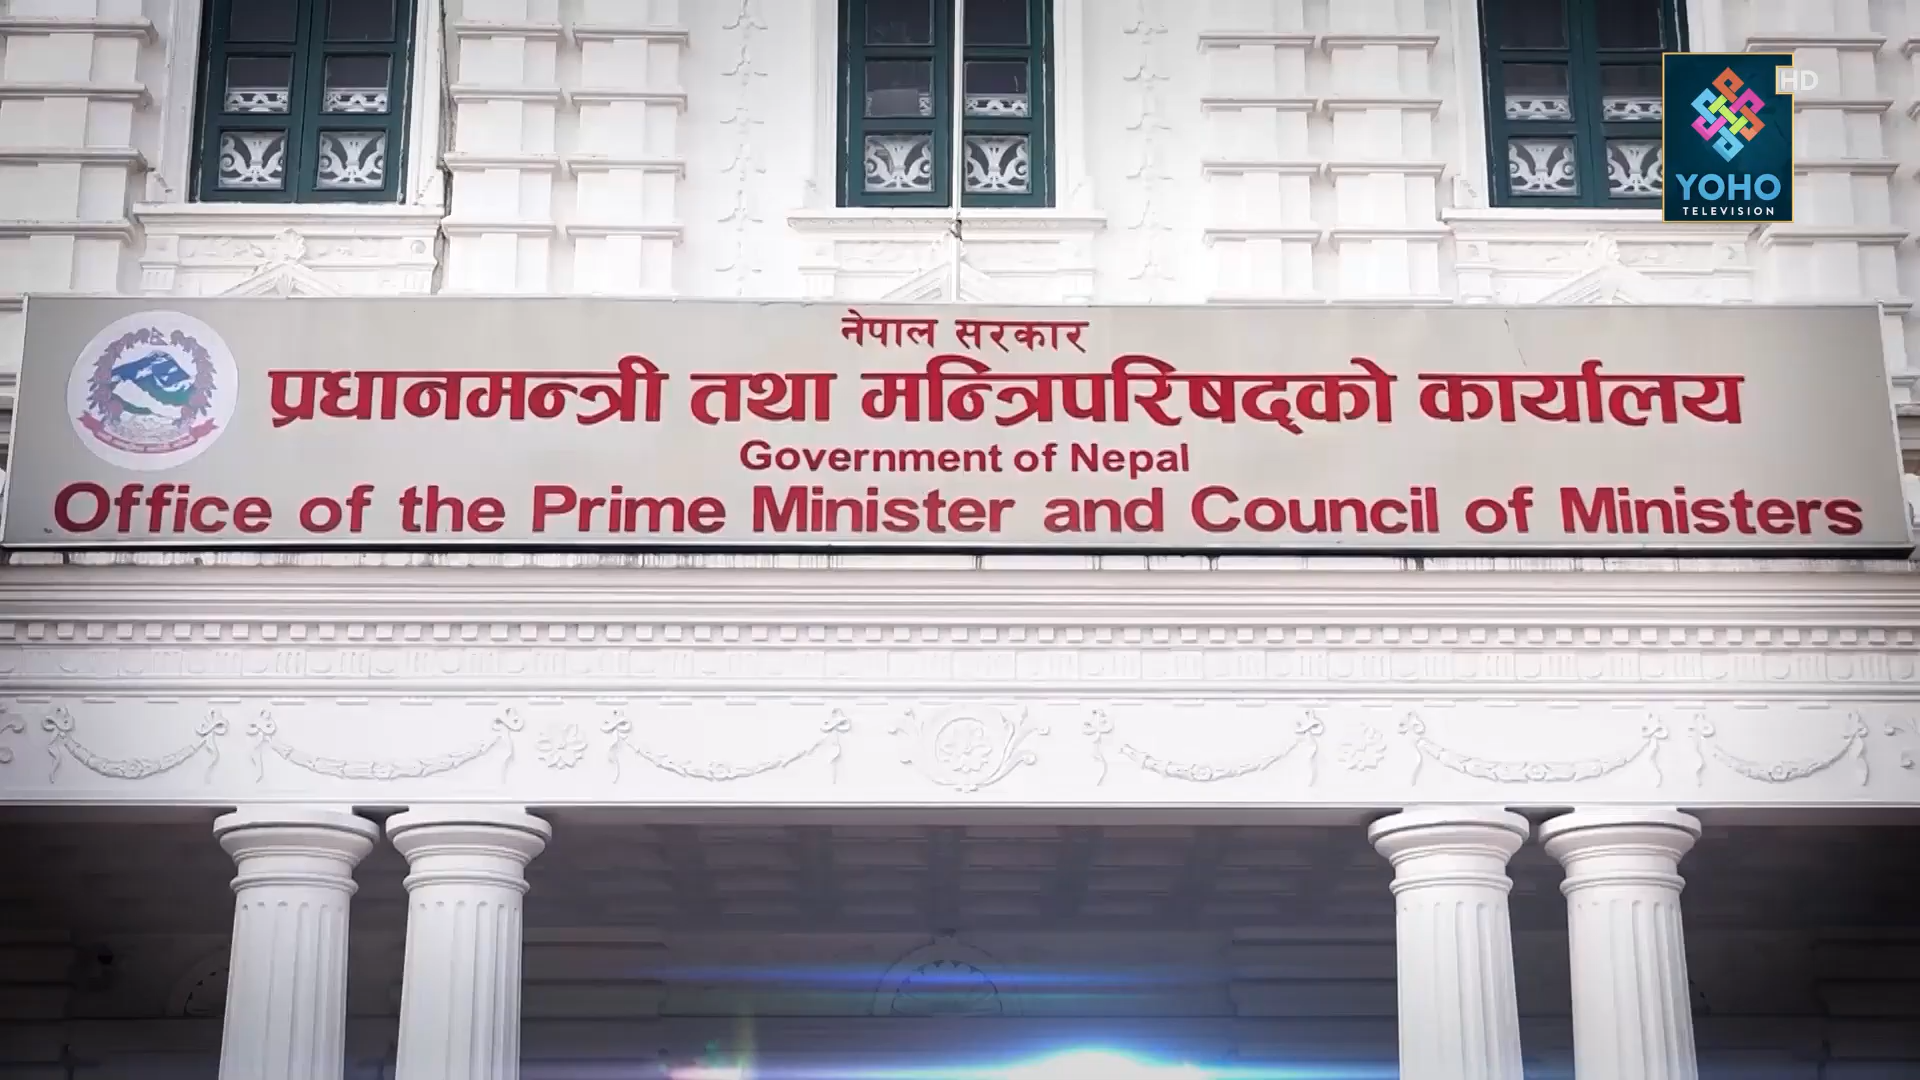 HD
YOHO
TELEVISION
नेपाल सरकार
प्रधानमन्त्री तथा मन्त्रिपरिषद्को कार्यालय
Government of Nepal
Office of the Prime Minister and Council of Ministers